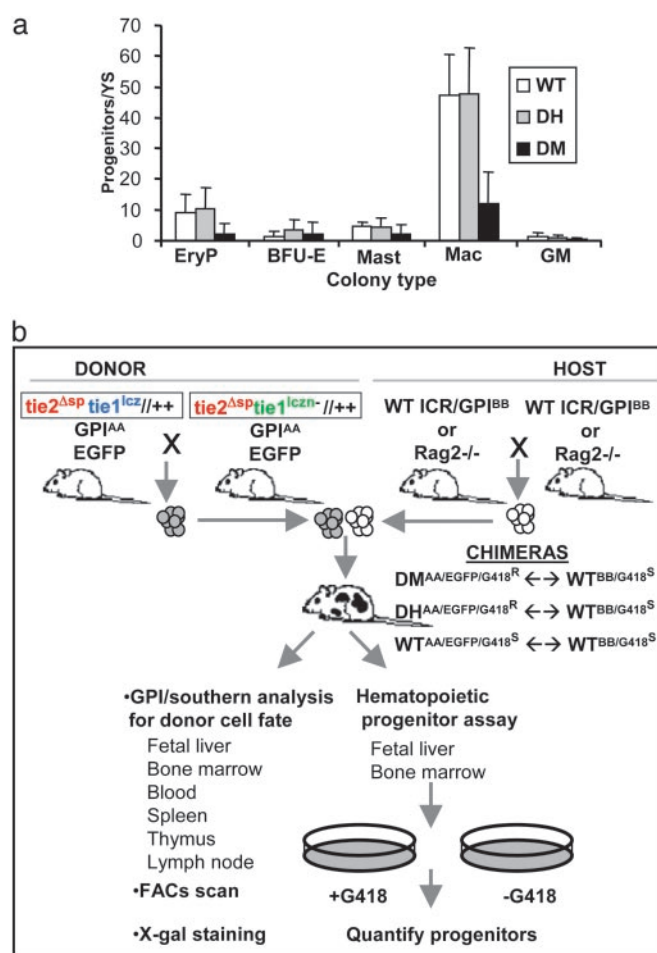 a
Progenitors/YS
70
60
50
40
30
20
10
0
WT
DH
DM
EryP BFU-E Mast Mac GM
Colony type
b
DONOR HOST
tie2Δsp tie1lcz//++ tie2Δsptie1lczn-//++
GPIAA GPIAA
EGFP EGFP
X
WT ICR/GPIBB WT ICR/GPIBB
or or
Rag2-/- Rag2-/-
X
CHIMERAS
DMAA/EGFP/G418R ←→ WTBB/G418S
DHAA/EGFP/G418R ←→ WTBB/G418S
WTAA/EGFP/G418S ←→ WTBB/G418S
•GPI/southern analysis
for donor cell fate
Fetal liver
Bone marrow
Blood
Spleen
Thymus
Lymph node
•FACs scan
•X-gal staining
Hematopoietic
progenitor assay
Fetal liver
Bone marrow
+G418 -G418
Quantify progenitors